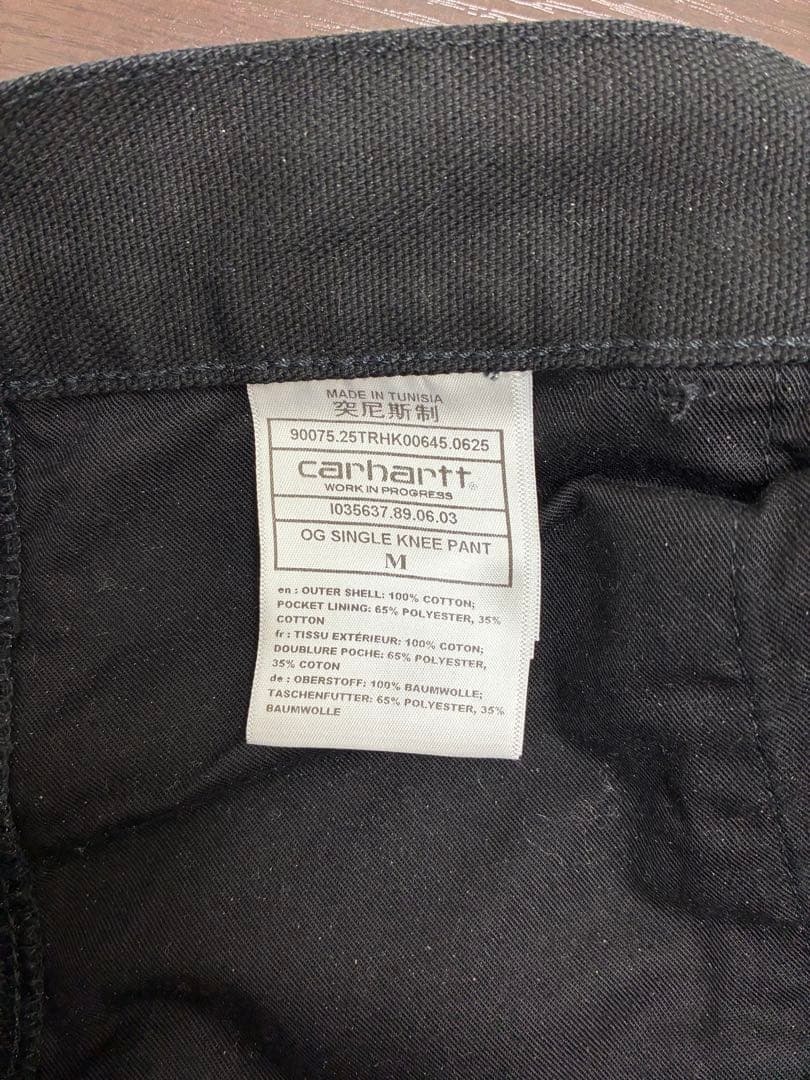 MADE IN TUNISIA
突尼斯制
90075.25TRHK00645.0625
carhartt®
WORK IN PROGRESS
I035637.89.06.03
OG SINGLE KNEE PANT
M
en : OUTER SHELL: 100% COTTON;
POCKET LINING: 65% POLYESTER, 35%
COTTON
fr : TISSU EXTÉRIEUR: 100% COTON;
DOUBLURE POCHE: 65% POLYESTER,
35% COTON
de : OBERSTOFF: 100% BAUMWOLLE;
TASCHENFUTTER: 65% POLYESTER, 35%
BAUMWOLLE